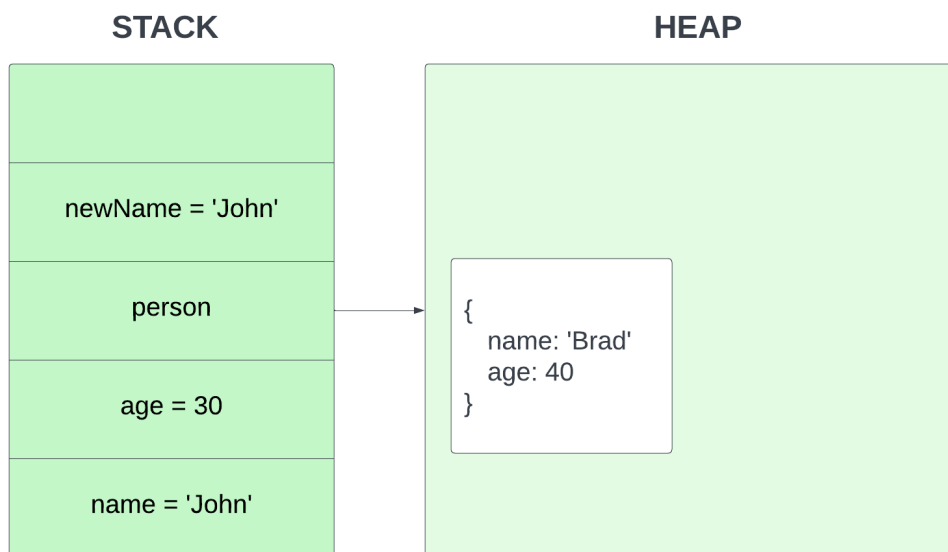 STACK
HEAP
newName = 'John'
person
age = 30
name = 'John'
{
name: 'Brad'
age: 40
}